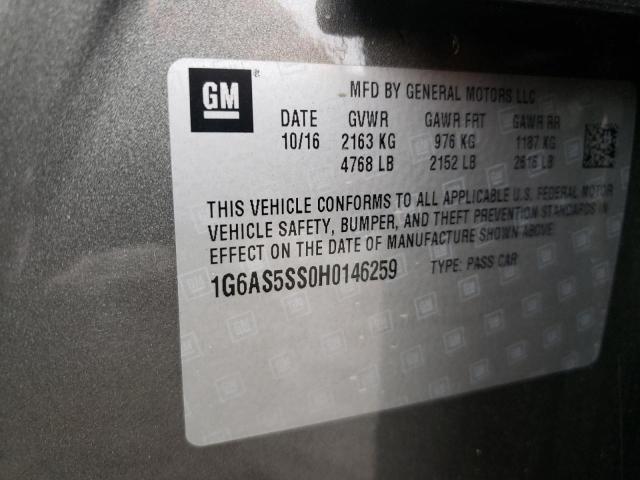 GM ®
MFD BY GENERAL MOTORS LLC
DATE GVWR GAWR FRT GAWR RR
10/16 2163 KG 976 KG 1187 KG
4768 LB 2152 LB 2616 LB
THIS VEHICLE CONFORMS TO ALL APPLICABLE U.S. FEDERAL MOTOR
VEHICLE SAFETY, BUMPER, AND THEFT PREVENTION STANDARDS IN
EFFECT ON THE DATE OF MANUFACTURE SHOWN ABOVE.
1G6AS5SS0H0146259 TYPE: PASS CAR